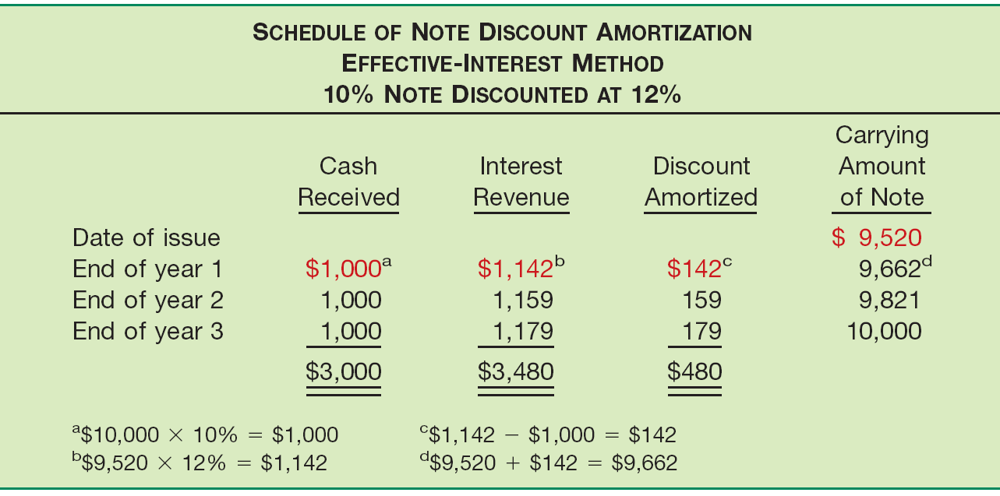 SCHEDULE OF NOTE DISCOUNT AMORTIZATION
EFFECTIVE-INTEREST METHOD
10% NOTE DISCOUNTED AT 12%
Carrying
Cash Interest Discount Amount
Received Revenue Amortized of Note
Date of issue $ 9,520
End of year 1 $1,000ᵃ $1,142ᵇ $142ᶜ 9,662ᵈ
End of year 2 1,000 1,159 159 9,821
End of year 3 1,000 1,179 179 10,000
$3,000 $3,480 $480
ᵃ$10,000 × 10% = $1,000 ᶜ$1,142 − $1,000 = $142
ᵇ$9,520 × 12% = $1,142 ᵈ$9,520 + $142 = $9,662